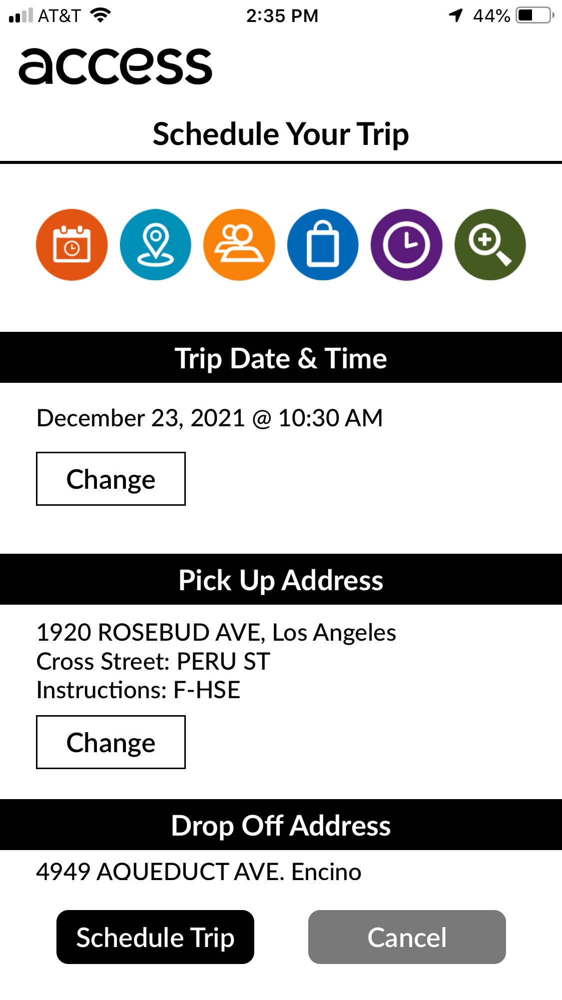 AT&T 2:35 PM 44%
access
Schedule Your Trip
Trip Date & Time
December 23, 2021 @ 10:30 AM
Change
Pick Up Address
1920 ROSEBUD AVE, Los Angeles
Cross Street: PERU ST
Instructions: F-HSE
Change
Drop Off Address
4949 AQUEDUCT AVE, Encino
Schedule Trip Cancel